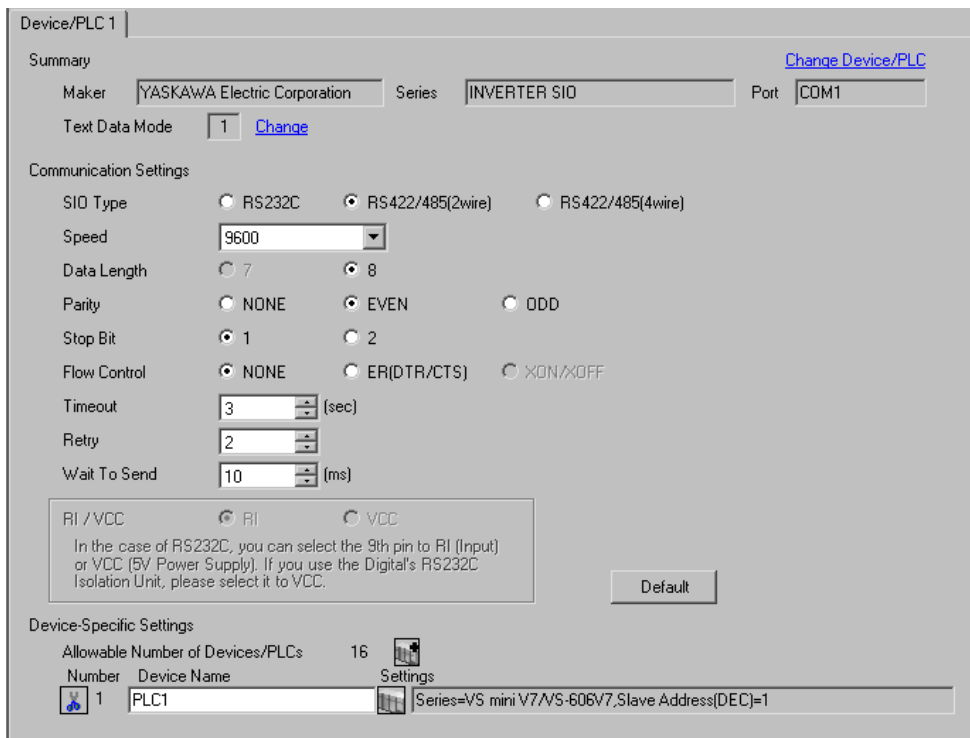 Device/PLC 1
Summary Change Device/PLC
Maker YASKAWA Electric Corporation Series INVERTER SIO Port COM1
Text Data Mode 1 Change
Communication Settings
SIO Type RS232C RS422/485(2wire) RS422/485(4wire)
Speed 9600
Data Length 7 8
Parity NONE EVEN ODD
Stop Bit 1 2
Flow Control NONE ER(DTR/CTS) XON/XOFF
Timeout 3 (sec)
Retry 2
Wait To Send 10 (ms)
RI / VCC RI VCC
In the case of RS232C, you can select the 9th pin to RI (Input)
or VCC (5V Power Supply). If you use the Digital's RS232C
Isolation Unit, please select it to VCC.
Default
Device-Specific Settings
Allowable Number of Devices/PLCs 16
Number Device Name Settings
1 PLC1 Series=VS mini V7/VS-606V7,Slave Address(DEC)=1